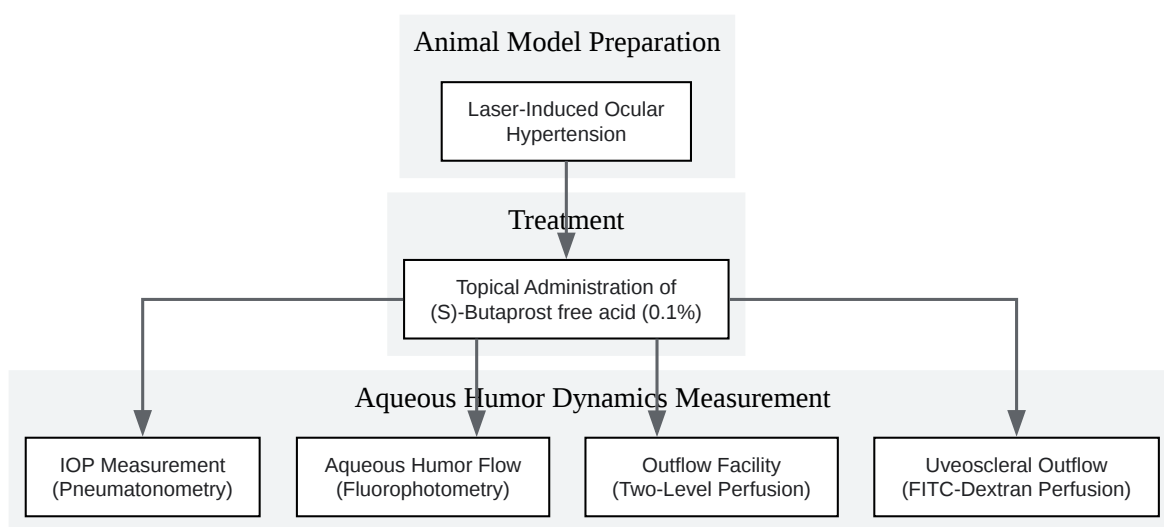 Animal Model Preparation
Laser-Induced Ocular
Hypertension
Treatment
Topical Administration of
(S)-Butaprost free acid (0.1%)
Aqueous Humor Dynamics Measurement
IOP Measurement
(Pneumatonometry)
Aqueous Humor Flow
(Fluorophotometry)
Outflow Facility
(Two-Level Perfusion)
Uveoscleral Outflow
(FITC-Dextran Perfusion)